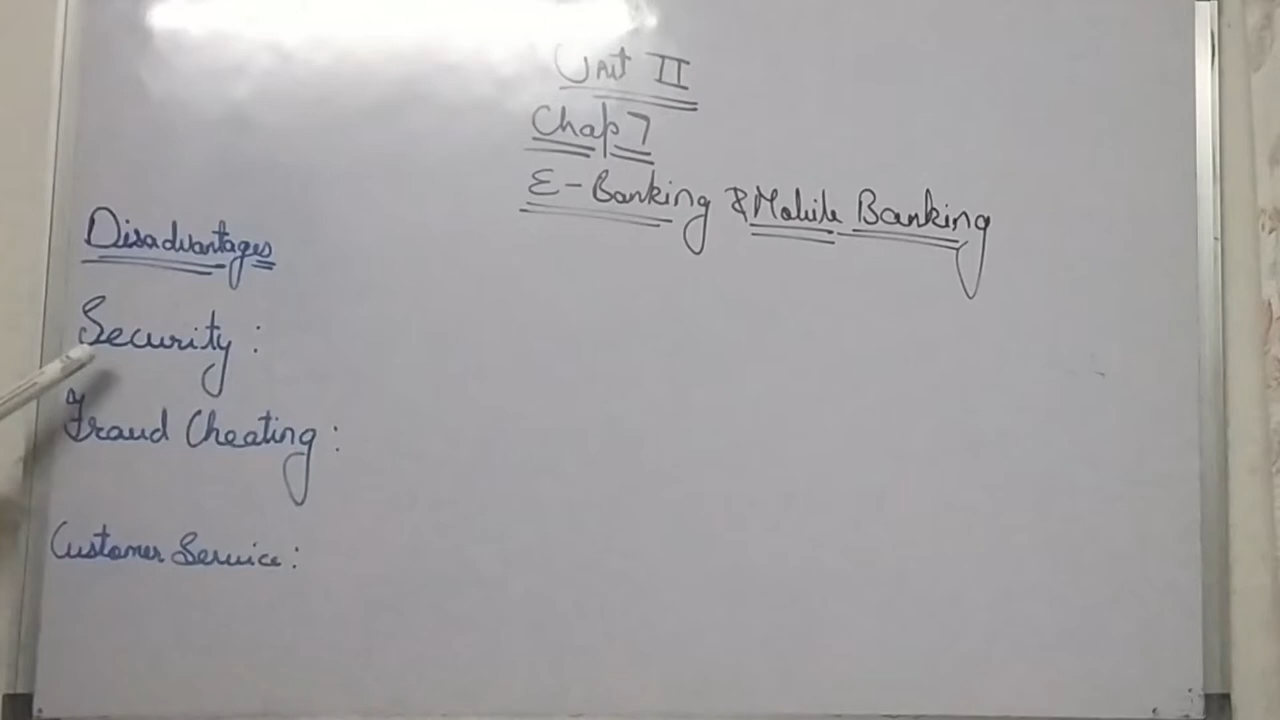 Unit II
Chap 7
E-Banking & Mobile Banking
Disadvantages
Security :
Fraud Cheating :
Customer Service :